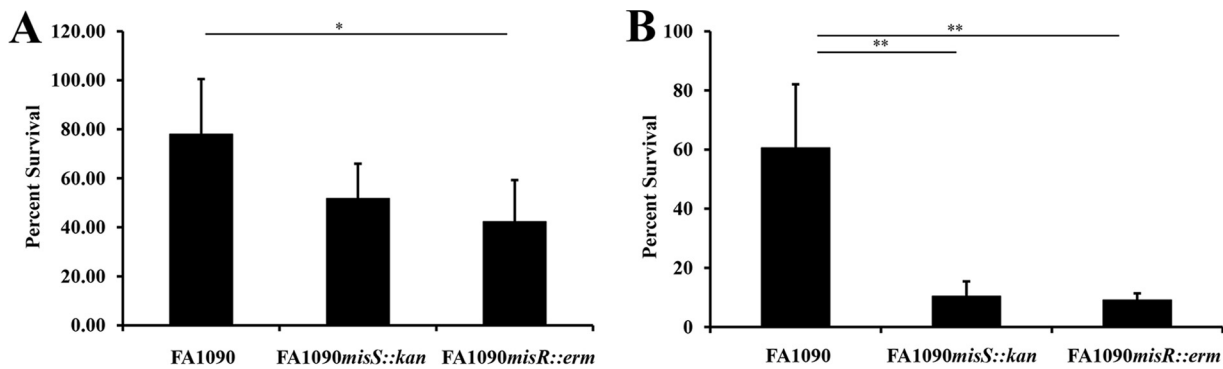 A
Percent Survival
120.00
100.00
80.00
60.00
40.00
20.00
0.00
*
FA1090
FA1090misS::kan
FA1090misR::erm
B
Percent Survival
100
80
60
40
20
0
**
**
FA1090
FA1090misS::kan
FA1090misR::erm